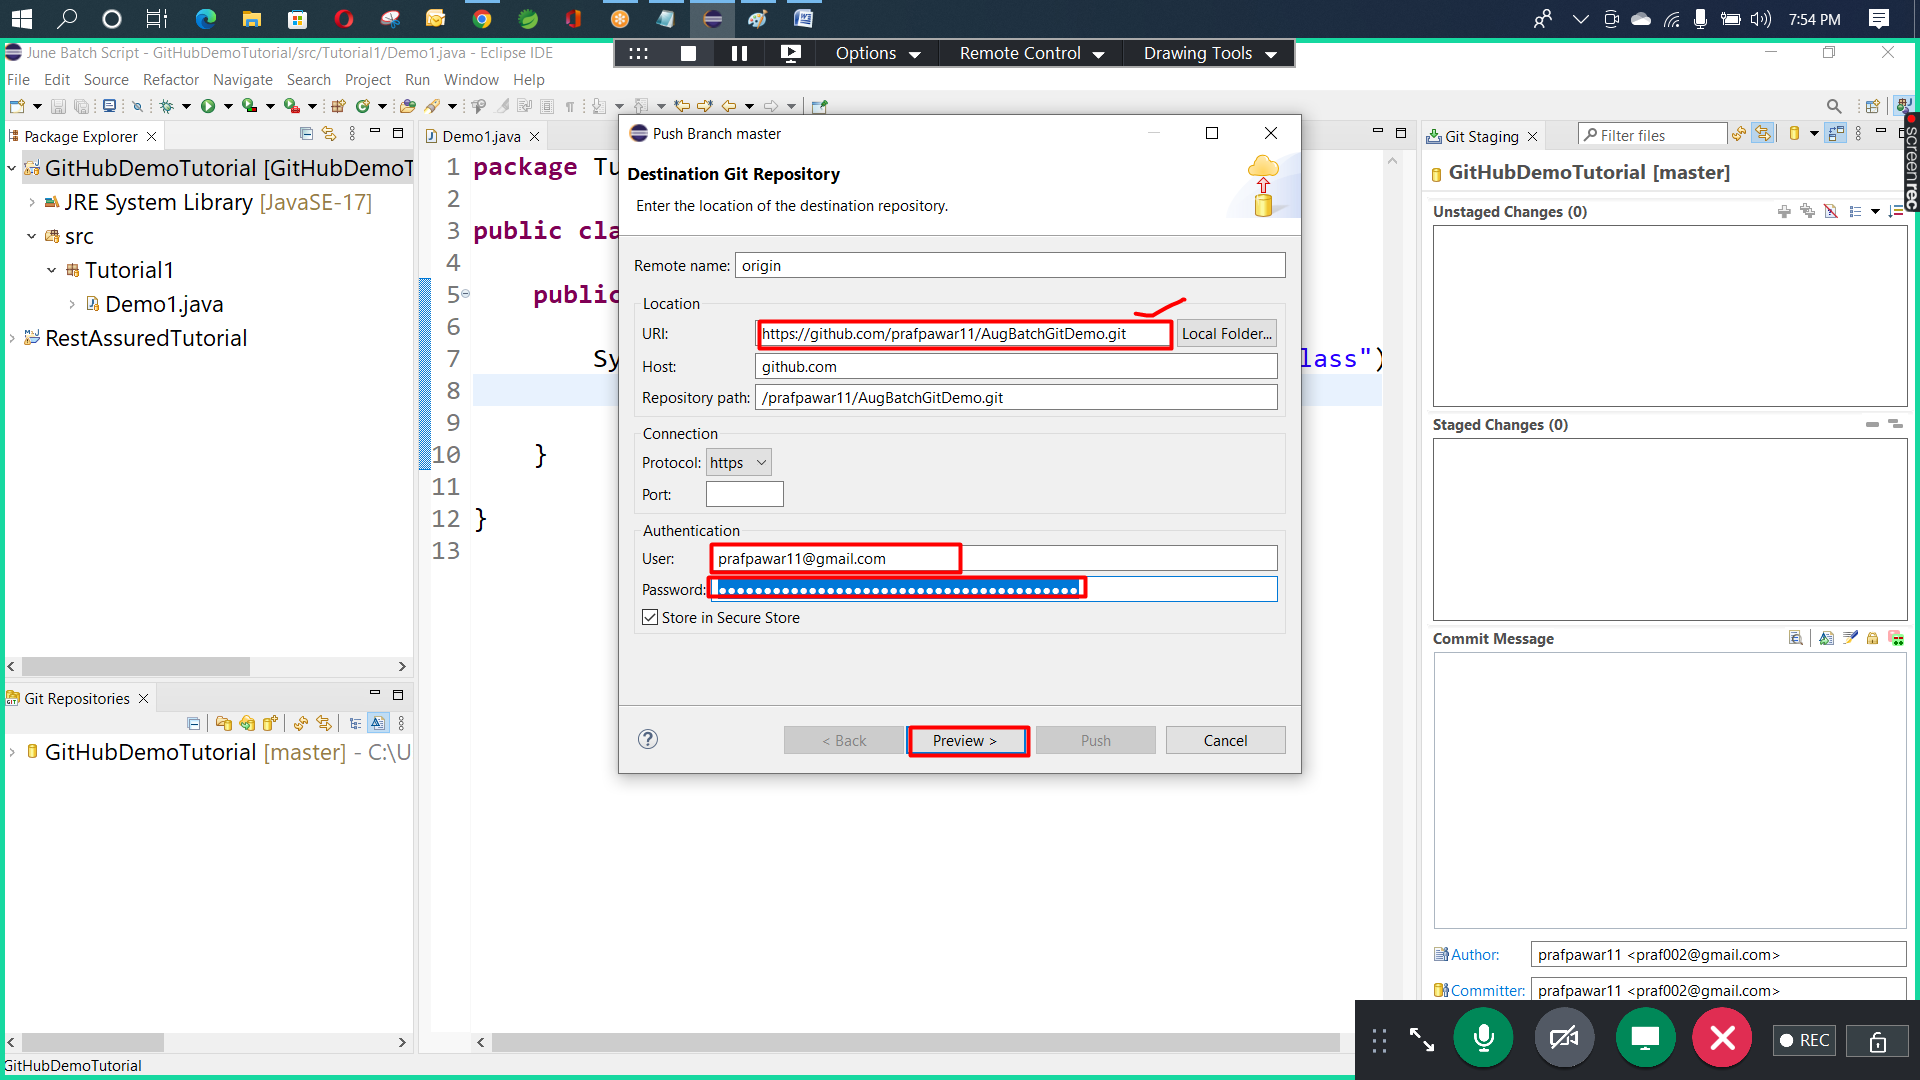 7:54 PM
June Batch Script - GitHubDemoTutorial/src/Tutorial1/Demo1.java - Eclipse IDE
Options
Remote Control
Drawing Tools
File Edit Source Refactor Navigate Search Project Run Window Help
Package Explorer
GitHubDemoTutorial [GitHubDemoT
JRE System Library [JavaSE-17]
src
Tutorial1
Demo1.java
RestAssuredTutorial
Git Repositories
GitHubDemoTutorial [master] - C:\U
GitHubDemoTutorial
Demo1.java
1 package Tu
2
3 public cla
4
5 public
6
7 Sy lass")
8
9
10 }
11
12 }
13
Push Branch master
Destination Git Repository
Enter the location of the destination repository.
Remote name: origin
Location
URI: https://github.com/prafpawar11/AugBatchGitDemo.git Local Folder...
Host: github.com
Repository path: /prafpawar11/AugBatchGitDemo.git
Connection
Protocol: https
Port:
Authentication
User: prafpawar11@gmail.com
Password:
Store in Secure Store
< Back Preview > Push Cancel
Git Staging
Filter files
GitHubDemoTutorial [master]
Unstaged Changes (0)
Staged Changes (0)
Commit Message
Author: prafpawar11 <praf002@gmail.com>
Committer: prafpawar11 <praf002@gmail.com>
screenrec
REC